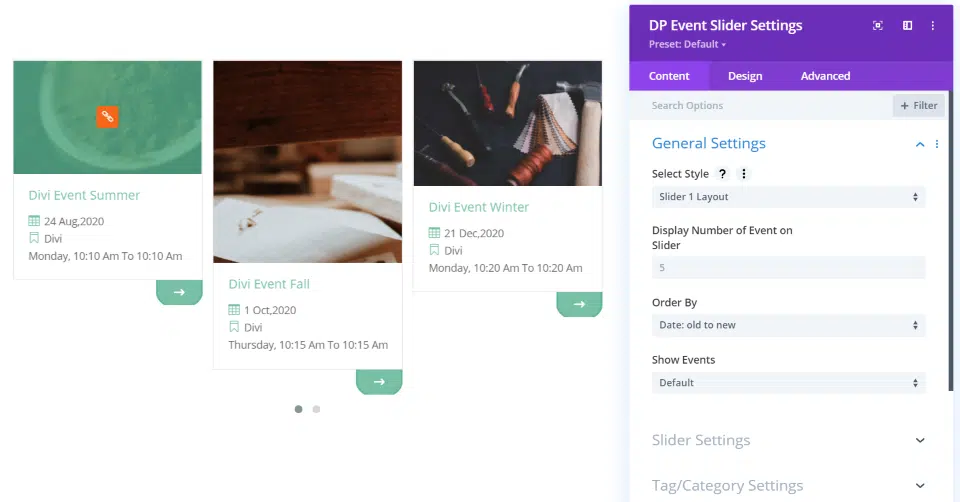 Divi Event Summer
24 Aug,2020
Divi
Monday, 10:10 Am To 10:10 Am
Divi Event Fall
1 Oct,2020
Divi
Thursday, 10:15 Am To 10:15 Am
Divi Event Winter
21 Dec,2020
Divi
Monday, 10:20 Am To 10:20 Am
DP Event Slider Settings
Preset: Default
Content Design Advanced
Search Options + Filter
General Settings
Select Style ?
Slider 1 Layout
Display Number of Event on
Slider
5
Order By
Date: old to new
Show Events
Default
Slider Settings
Tag/Category Settings